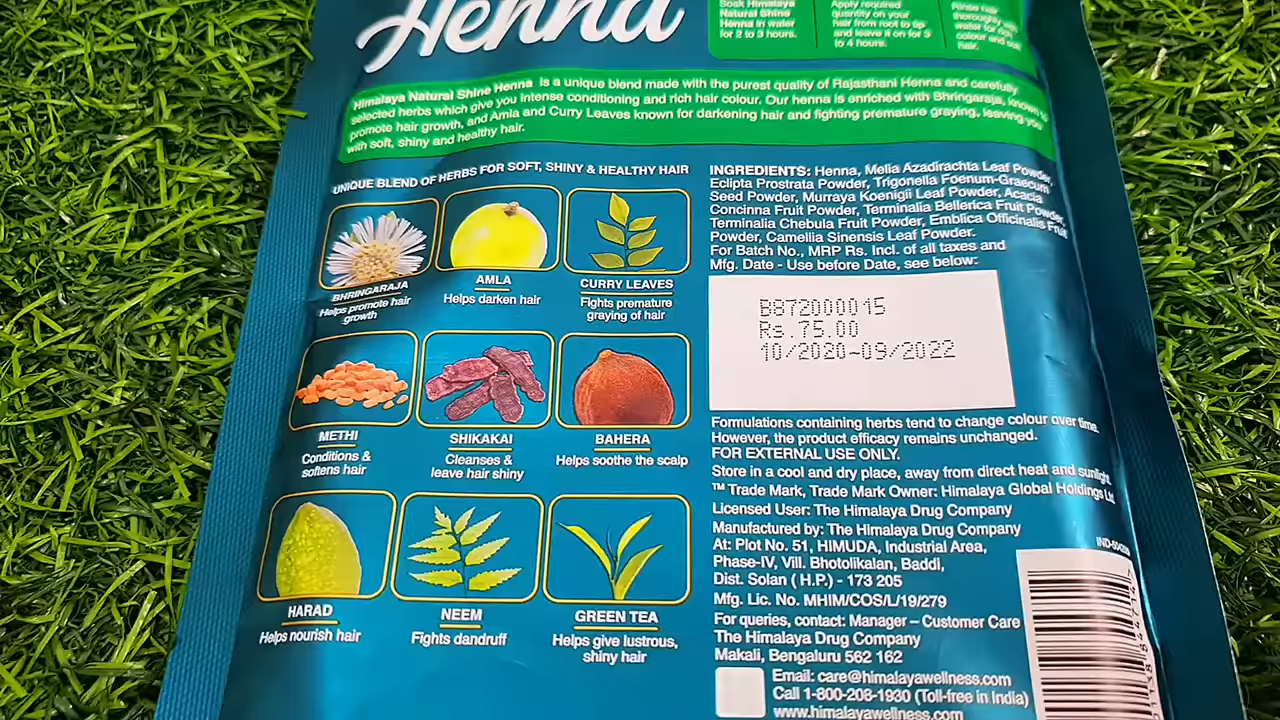 Henna
Soak Himalaya
Natural Shine
Henna in water
for 2 to 3 hours.
Apply required
quantity on your
hair from root to tip
and leave it on for 3
to 4 hours.
Rinse hair
thoroughly with
water for rich
colour and
hair.
Himalaya Natural Shine Henna is a unique blend made with the purest quality of Rajasthani Henna and carefully
selected herbs which give you intense conditioning and rich hair colour. Our henna is enriched with Bhringaraja, known to
promote hair growth, and Amla and Curry Leaves known for darkening hair and fighting premature graying, leaving you
with soft, shiny and healthy hair.
UNIQUE BLEND OF HERBS FOR SOFT, SHINY & HEALTHY HAIR
BHRINGARAJA
Helps promote hair
growth
AMLA
Helps darken hair
CURRY LEAVES
Fights premature
graying of hair
METHI
Conditions &
softens hair
SHIKAKAI
Cleanses &
leave hair shiny
BAHERA
Helps soothe the scalp
HARAD
Helps nourish hair
NEEM
Fights dandruff
GREEN TEA
Helps give lustrous,
shiny hair
INGREDIENTS: Henna, Melia Azadirachta Leaf Powder,
Eclipta Prostrata Powder, Trigonella Foenum-Graecum
Seed Powder, Murraya Koenigii Leaf Powder, Acacia
Concinna Fruit Powder, Terminalia Bellerica Fruit Powder,
Terminalia Chebula Fruit Powder, Emblica Officinalis Fruit
Powder, Camellia Sinensis Leaf Powder.
For Batch No., MRP Rs. Incl. of all taxes and
Mfg. Date - Use before Date, see below:
B872000015
Rs.75.00
10/2020-09/2022
Formulations containing herbs tend to change colour over time.
However, the product efficacy remains unchanged.
FOR EXTERNAL USE ONLY.
Store in a cool and dry place, away from direct heat and sunlight.
™ Trade Mark, Trade Mark Owner: Himalaya Global Holdings Ltd
Licensed User: The Himalaya Drug Company
Manufactured by: The Himalaya Drug Company
At: Plot No. 51, HIMUDA, Industrial Area,
Phase-IV, Vill. Bhotolikalan, Baddi,
Dist. Solan ( H.P.) - 173 205
Mfg. Lic. No. MHIM/COS/L/19/279
For queries, contact: Manager – Customer Care
The Himalaya Drug Company
Makali, Bengaluru 562 162
Email: care@himalayawellness.com
Call 1-800-208-1930 (Toll-free in India)
www.himalayawellness.com